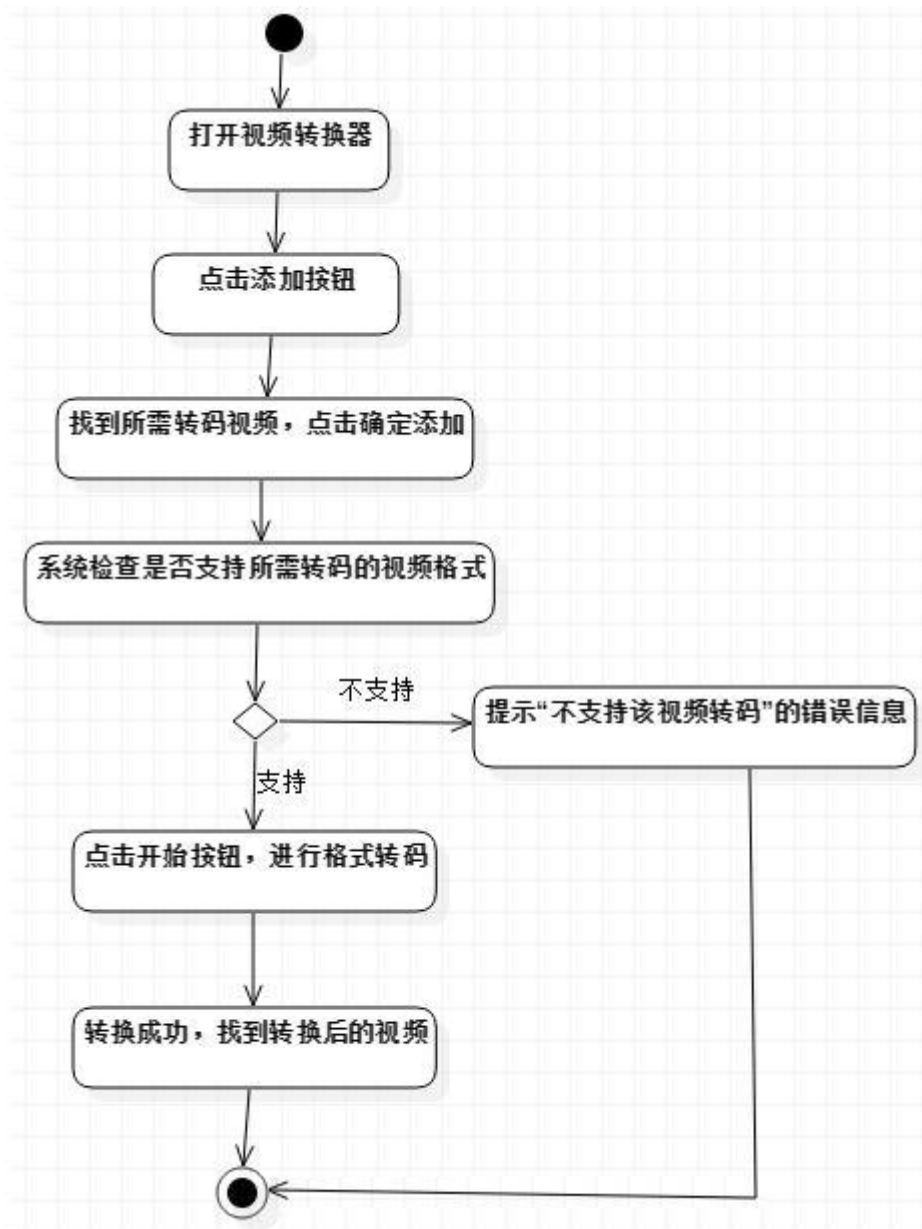 打开视频转换器
点击添加按钮
找到所需转码视频，点击确定添加
系统检查是否支持所需转码的视频格式
不支持
提示“不支持该视频转码”的错误信息
支持
点击开始按钮，进行格式转码
转换成功，找到转换后的视频